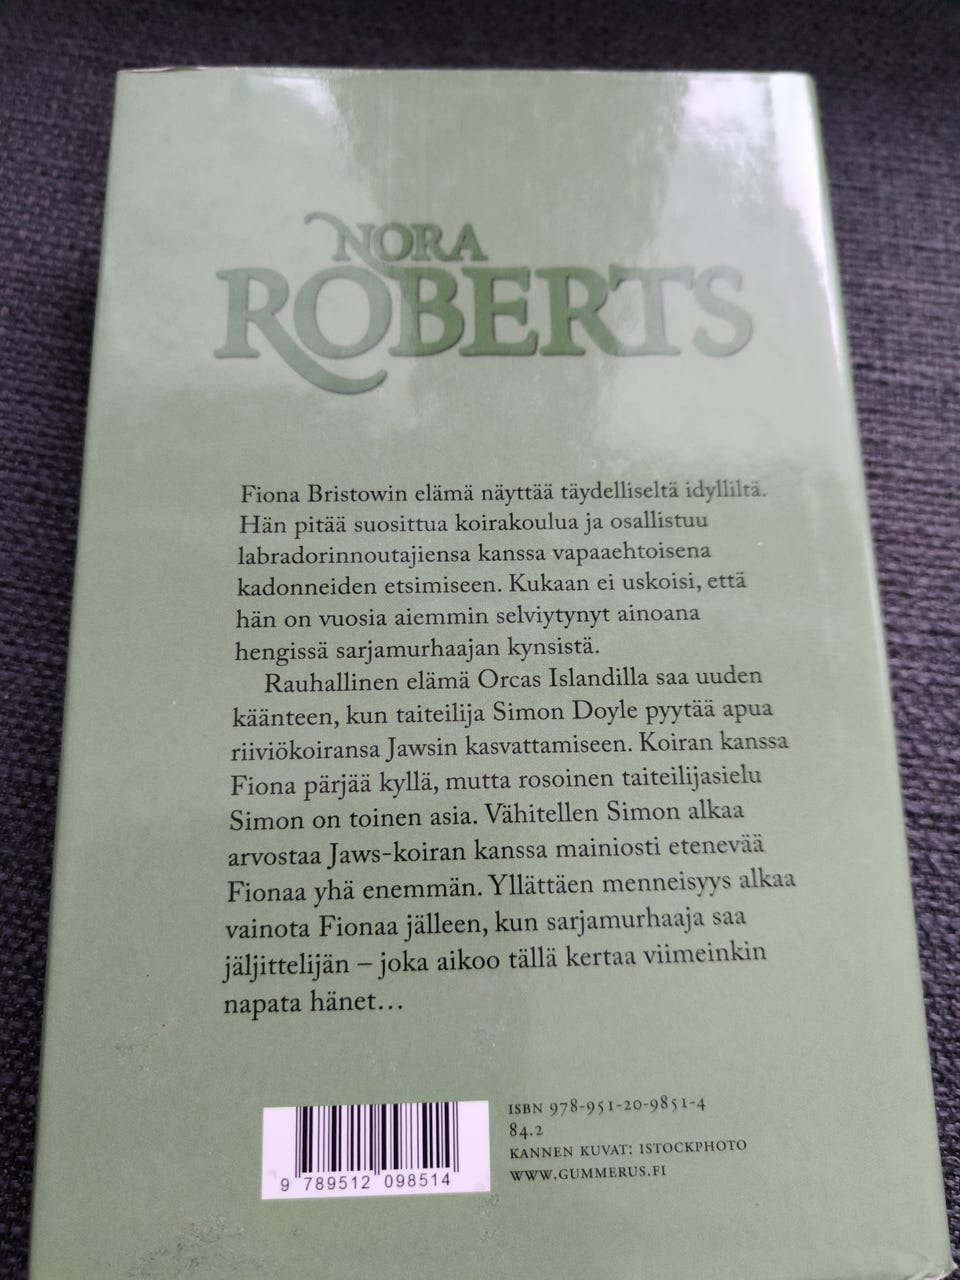 NORA
ROBERTS
Fiona Bristowin elämä näyttää täydelliseltä idylliltä.
Hän pitää suosittua koirakoulua ja osallistuu
labradorinnoutajiensa kanssa vapaaehtoisena
kadonneiden etsimiseen. Kukaan ei uskoisi, että
hän on vuosia aiemmin selviytynyt ainoana
hengissä sarjamurhaajan kynsistä.
Rauhallinen elämä Orcas Islandilla saa uuden
käänteen, kun taiteilija Simon Doyle pyytää apua
riiviökoiransa Jawsin kasvattamiseen. Koiran kanssa
Fiona pärjää kyllä, mutta rosoinen taiteilijasielu
Simon on toinen asia. Vähitellen Simon alkaa
arvostaa Jaws-koiran kanssa mainiosti etenevää
Fionaa yhä enemmän. Yllättäen menneisyys alkaa
vainota Fionaa jälleen, kun sarjamurhaaja saa
jäljittelijän – joka aikoo tällä kertaa viimeinkin
napata hänet...
ISBN 978-951-20-9851-4
84.2
KANNEN KUVAT: ISTOCKPHOTO
WWW.GUMMERUS.FI
9 789512 098514